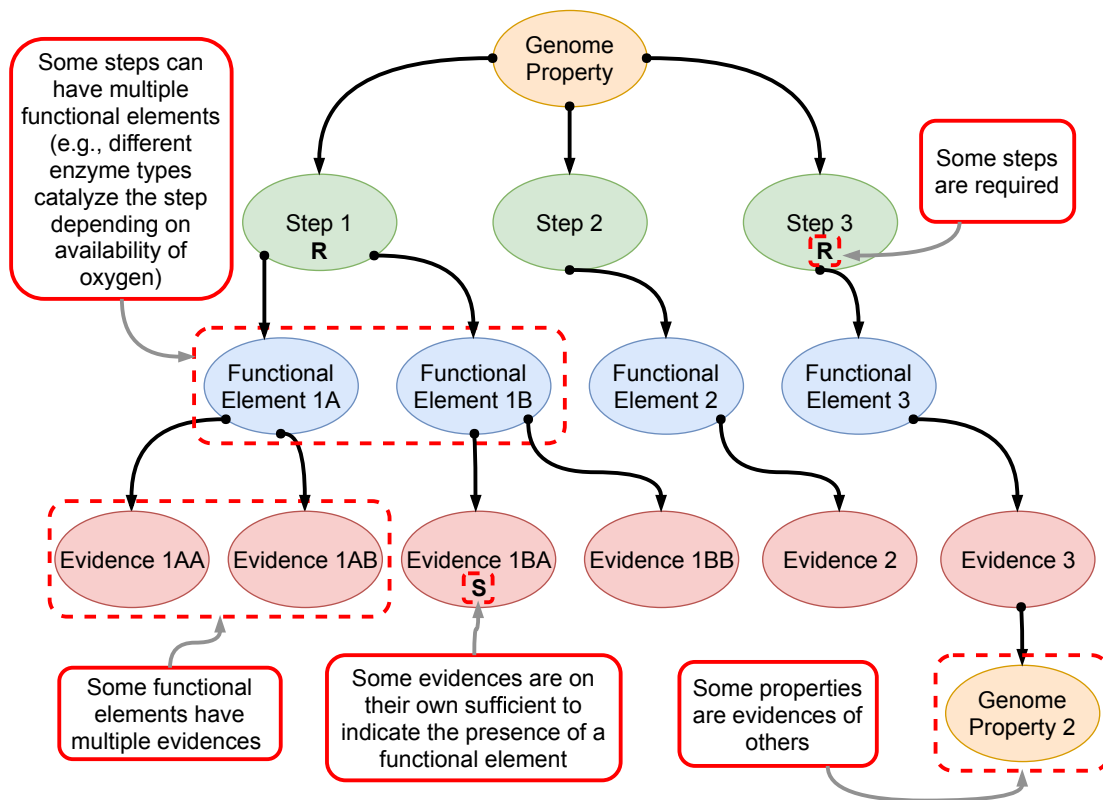 Genome
Property
Some steps can
have multiple
functional elements
(e.g., different
enzyme types
catalyze the step
depending on
availability of
oxygen)
Some steps
are required
Step 1
R
Step 2
Step 3
R
Functional
Element 1A
Functional
Element 1B
Functional
Element 2
Functional
Element 3
Evidence 1AA
Evidence 1AB
Evidence 1BA
S
Evidence 1BB
Evidence 2
Evidence 3
Some functional
elements have
multiple evidences
Some evidences are on
their own sufficient to
indicate the presence of a
functional element
Some properties
are evidences of
others
Genome
Property 2